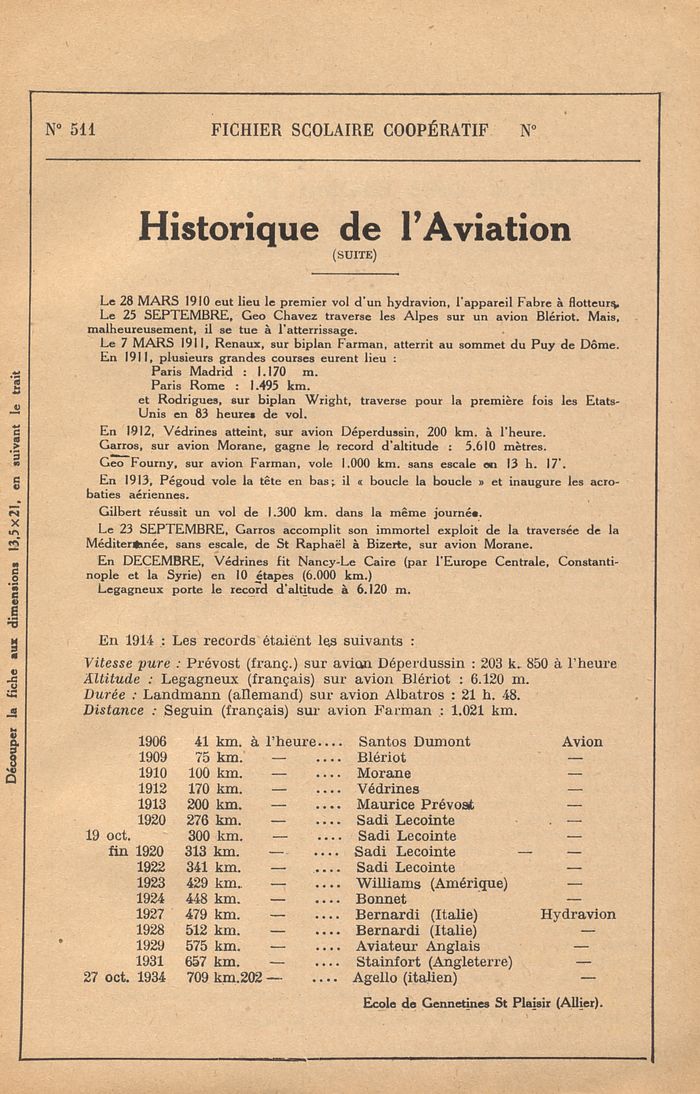 N° 511 FICHIER SCOLAIRE COOPÉRATIF N°
Historique de l'Aviation
(SUITE)
Le 28 MARS 1910 eut lieu le premier vol d'un hydravion, l'appareil Fabre à flotteurs.
Le 25 SEPTEMBRE, Geo Chavez traverse les Alpes sur un avion Blériot. Mais,
malheureusement, il se tue à l'atterrissage.
Le 7 MARS 1911, Renaux, sur biplan Farman, atterrit au sommet du Puy de Dôme.
En 1911, plusieurs grandes courses eurent lieu :
Paris Madrid : 1.170 m.
Paris Rome : 1.495 km.
et Rodrigues, sur biplan Wright, traverse pour la première fois les Etats-
Unis en 83 heures de vol.
En 1912, Védrines atteint, sur avion Déperdussin, 200 km. à l'heure.
Garros, sur avion Morane, gagne le record d'altitude : 5.610 mètres.
Geo Fourny, sur avion Farman, vole 1.000 km. sans escale en 13 h. 17'.
En 1913, Pégoud vole la tête en bas; il « boucle la boucle » et inaugure les acro-
baties aériennes.
Gilbert réussit un vol de 1.300 km. dans la même journée.
Le 23 SEPTEMBRE, Garros accomplit son immortel exploit de la traversée de la
Méditerranée, sans escale, de St Raphaël à Bizerte, sur avion Morane.
En DECEMBRE, Védrines fit Nancy-Le Caire (par l'Europe Centrale, Constanti-
nople et la Syrie) en 10 étapes (6.000 km.)
Legagneux porte le record d'altitude à 6.120 m.
En 1914 : Les records étaient les suivants :
Vitesse pure : Prévost (franç.) sur avion Déperdussin : 203 k. 850 à l'heure
Altitude : Legagneux (français) sur avion Blériot : 6.120 m.
Durée : Landmann (allemand) sur avion Albatros : 21 h. 48.
Distance : Seguin (français) sur avion Farman : 1.021 km.
1906 41 km. à l'heure.... Santos Dumont Avion
1909 75 km. — .... Blériot —
1910 100 km. — .... Morane —
1912 170 km. — .... Védrines —
1913 200 km. — .... Maurice Prévost —
1920 276 km. — .... Sadi Lecointe —
19 oct. 300 km. — .... Sadi Lecointe —
fin 1920 313 km. — .... Sadi Lecointe — —
1922 341 km. — .... Sadi Lecointe —
1923 429 km. — .... Williams (Amérique) —
1924 448 km. — .... Bonnet —
1927 479 km. — .... Bernardi (Italie) Hydravion
1928 512 km. — .... Bernardi (Italie) —
1929 575 km. — .... Aviateur Anglais —
1931 657 km. — .... Stainfort (Angleterre) —
27 oct. 1934 709 km.202 — .... Agello (italien) —
Ecole de Gennetines St Plaisir (Allier).
Découper la fiche aux dimensions 13,5×21, en suivant le trait